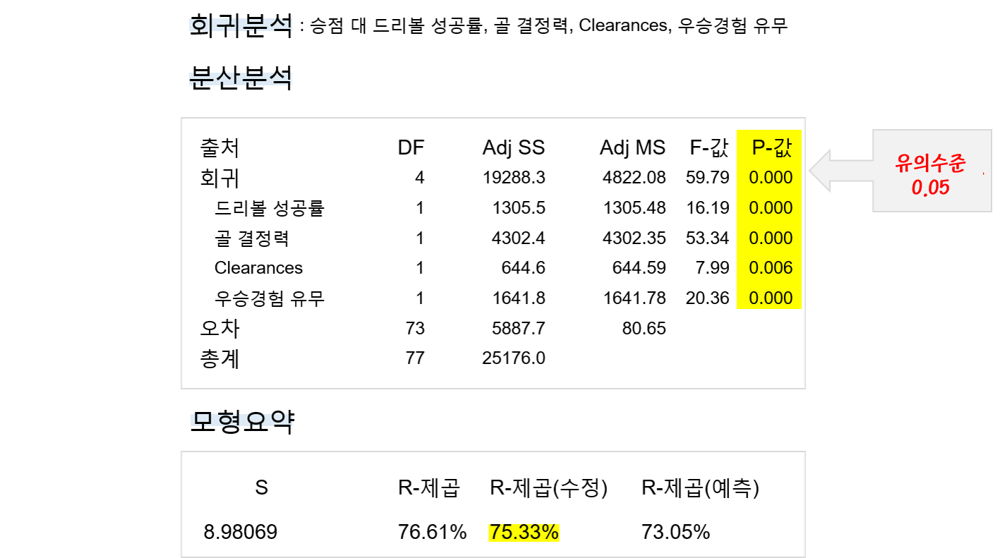 회귀분석 : 승점 대 드리볼 성공률, 골 결정력, Clearances, 우승경험 유무
분산분석
출처 DF Adj SS Adj MS F-값 P-값
회귀 4 19288.3 4822.08 59.79 0.000
드리볼 성공률 1 1305.5 1305.48 16.19 0.000
골 결정력 1 4302.4 4302.35 53.34 0.000
Clearances 1 644.6 644.59 7.99 0.006
우승경험 유무 1 1641.8 1641.78 20.36 0.000
오차 73 5887.7 80.65
총계 77 25176.0
유의수준
0.05
모형요약
S R-제곱 R-제곱(수정) R-제곱(예측)
8.98069 76.61% 75.33% 73.05%